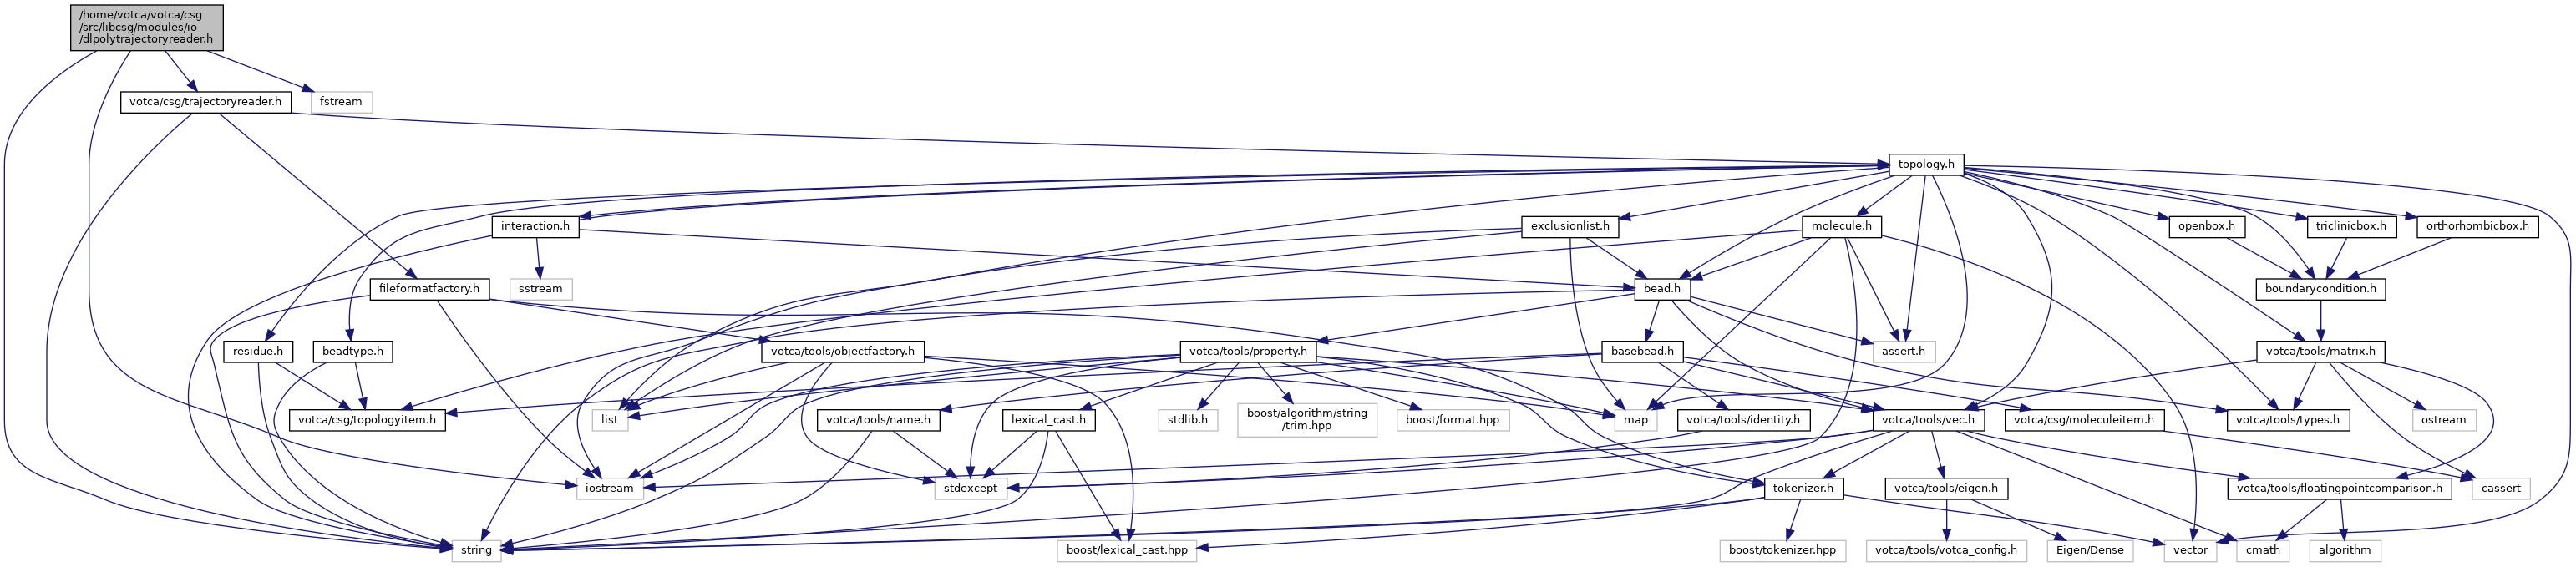 /home/votca/votca/csg
/src/libcsg/modules/io
/dlpolytrajectoryreader.h
votca/csg/trajectoryreader.h
fstream
topology.h
interaction.h
exclusionlist.h
molecule.h
openbox.h
triclinicbox.h
orthorhombicbox.h
fileformatfactory.h
sstream
bead.h
boundarycondition.h
residue.h
beadtype.h
votca/tools/objectfactory.h
votca/tools/property.h
basebead.h
assert.h
votca/tools/matrix.h
votca/csg/topologyitem.h
list
votca/tools/name.h
lexical_cast.h
stdlib.h
boost/algorithm/string
/trim.hpp
boost/format.hpp
map
votca/tools/identity.h
votca/tools/vec.h
votca/csg/moleculeitem.h
votca/tools/types.h
ostream
iostream
stdexcept
tokenizer.h
votca/tools/eigen.h
votca/tools/floatingpointcomparison.h
cassert
string
boost/lexical_cast.hpp
boost/tokenizer.hpp
votca/tools/votca_config.h
Eigen/Dense
vector
cmath
algorithm